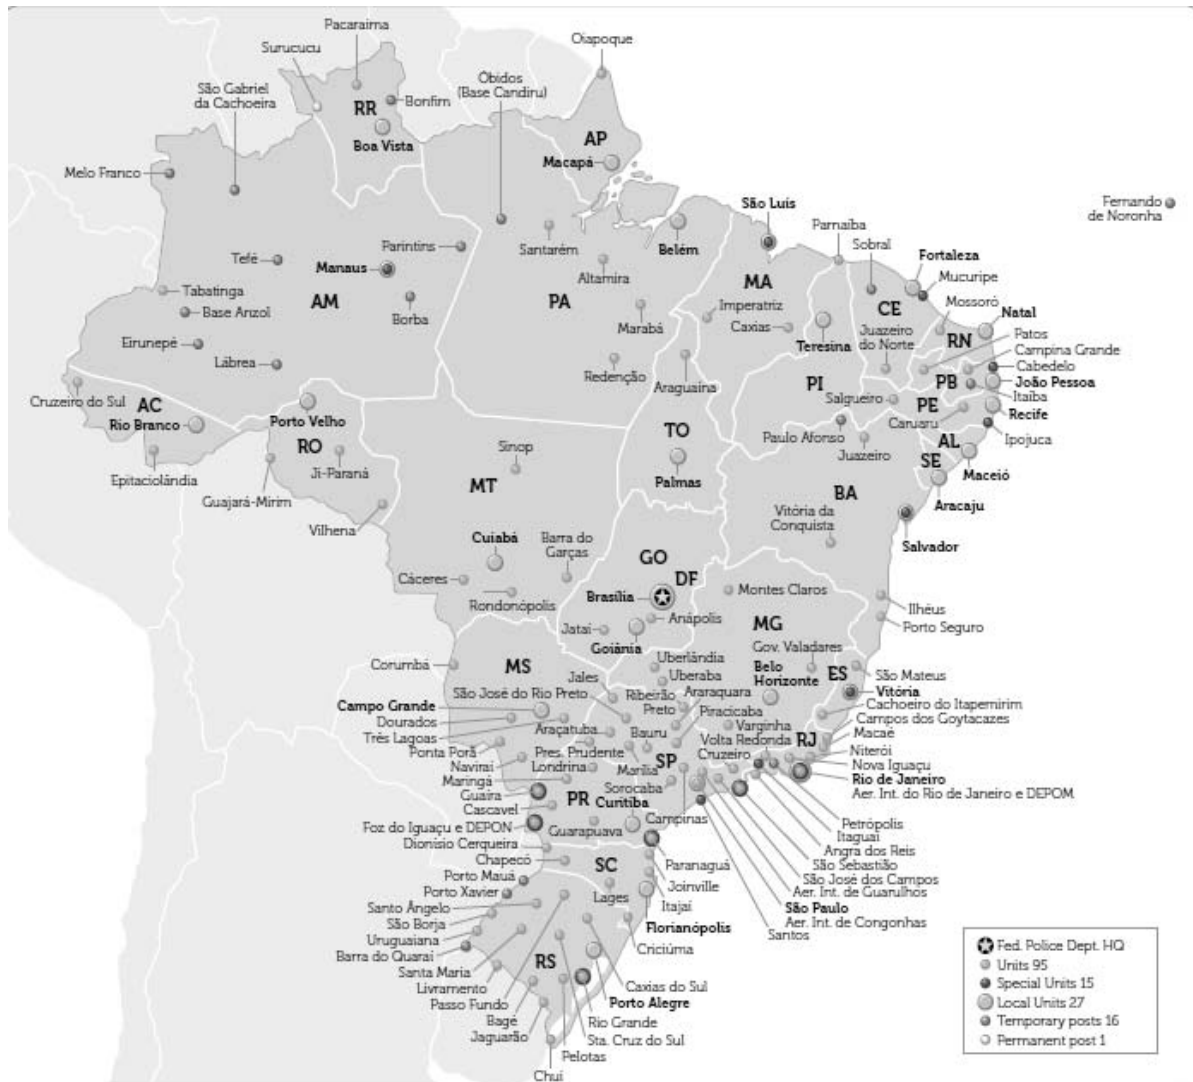 Pacaraima
Surucucu
Oiapoque
Óbidos
(Base Candiru)
São Gabriel
da Cachoeira
RR
Bonfim
Boa Vista
AP
Macapá
Melo Franco
São Luís
Parnaíba
Fernando
de Noronha
Sobral
Santarém
Belém
Parintins
Tefé
Manaus
Altamira
Fortaleza
Mucuripe
MA
Tabatinga
AM
PA
Base Anzol
Borba
Imperatriz
Caxias
Marabá
CE
Mossoró
Natal
Juazeiro
do Norte
RN
Patos
Eirunepé
Teresina
Campina Grande
Lábrea
Redenção
Cabedelo
Araguaína
PI
PB
João Pessoa
Itaíba
Cruzeiro do Sul
AC
Salgueiro
PE
Recife
Rio Branco
Porto Velho
Caruaru
TO
Paulo Afonso
Ipojuca
RO
Sinop
AL
Juazeiro
Epitaciolândia
Ji-Paraná
SE
Maceió
MT
Palmas
BA
Guajará-Mirim
Aracaju
Vilhena
Vitória da
Conquista
Cuiabá
Barra do
Garças
Salvador
GO
DF
Cáceres
Brasília
Montes Claros
Rondonópolis
Ilhéus
Anápolis
MG
Jataí
Porto Seguro
Goiânia
Gov. Valadares
Uberlândia
Corumbá
MS
Belo
Horizonte
ES
São Mateus
Jales
Uberaba
Vitória
São José do Rio Preto
Ribeirão
Preto
Araraquara
Cachoeiro do Itapemirim
Campo Grande
Piracicaba
Campos dos Goytacazes
Dourados
Varginha
Três Lagoas
Araçatuba
Bauru
Volta Redonda
RJ
Macaé
Ponta Porã
Pres. Prudente
Cruzeiro
Niterói
Naviraí
Londrina
Marília
SP
Nova Iguaçu
Maringá
Rio de Janeiro
Sorocaba
Aer. Int. do Rio de Janeiro e DEPOM
Guaíra
PR
Curitiba
Cascavel
Campinas
Petrópolis
Foz do Iguaçu e DEPON
Guarapuava
Itaguaí
Dionísio Cerqueira
Angra dos Reis
Chapecó
SC
Paranaguá
São Sebastião
Porto Mauá
Joinville
São José dos Campos
Porto Xavier
Lages
Itajaí
Aer. Int. de Guarulhos
Santo Ângelo
São Paulo
São Borja
Florianópolis
Aer. Int. de Congonhas
Uruguaiana
Santos
Barra do Quaraí
Criciúma
Santa Maria
RS
Livramento
Caxias do Sul
Passo Fundo
Porto Alegre
Bagé
Rio Grande
Jaguarão
Sta. Cruz do Sul
Pelotas
Chuí
Fed. Police Dept. HQ
Units 95
Special Units 15
Local Units 27
Temporary posts 16
Permanent post 1